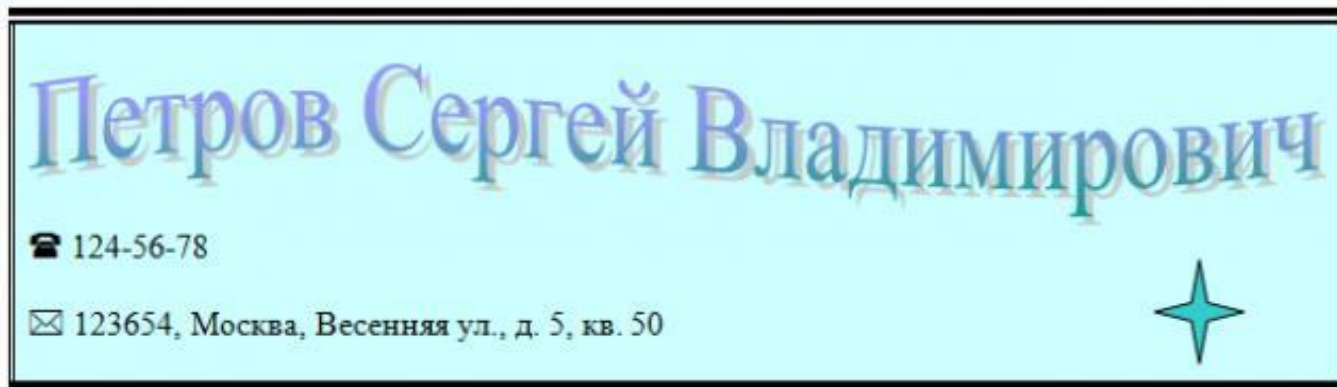 Петров Сергей Владимирович
☎ 124-56-78
✉ 123654, Москва, Весенняя ул., д. 5, кв. 50